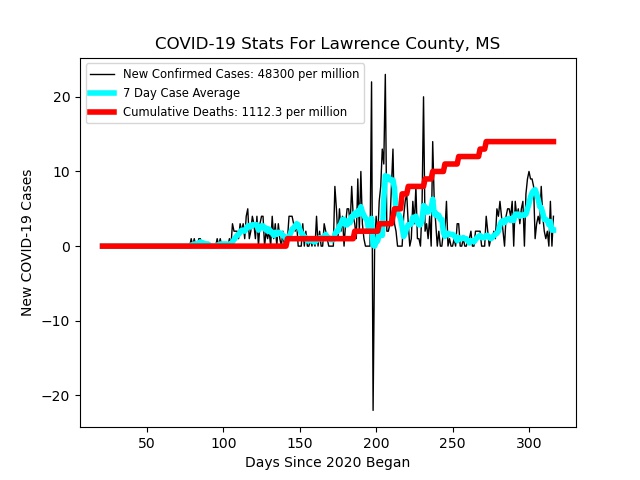 COVID-19 Stats For Lawrence County, MS
New Confirmed Cases: 48300 per million
7 Day Case Average
Cumulative Deaths: 1112.3 per million
New COVID-19 Cases
20
10
0
−10
−20
50 100 150 200 250 300
Days Since 2020 Began